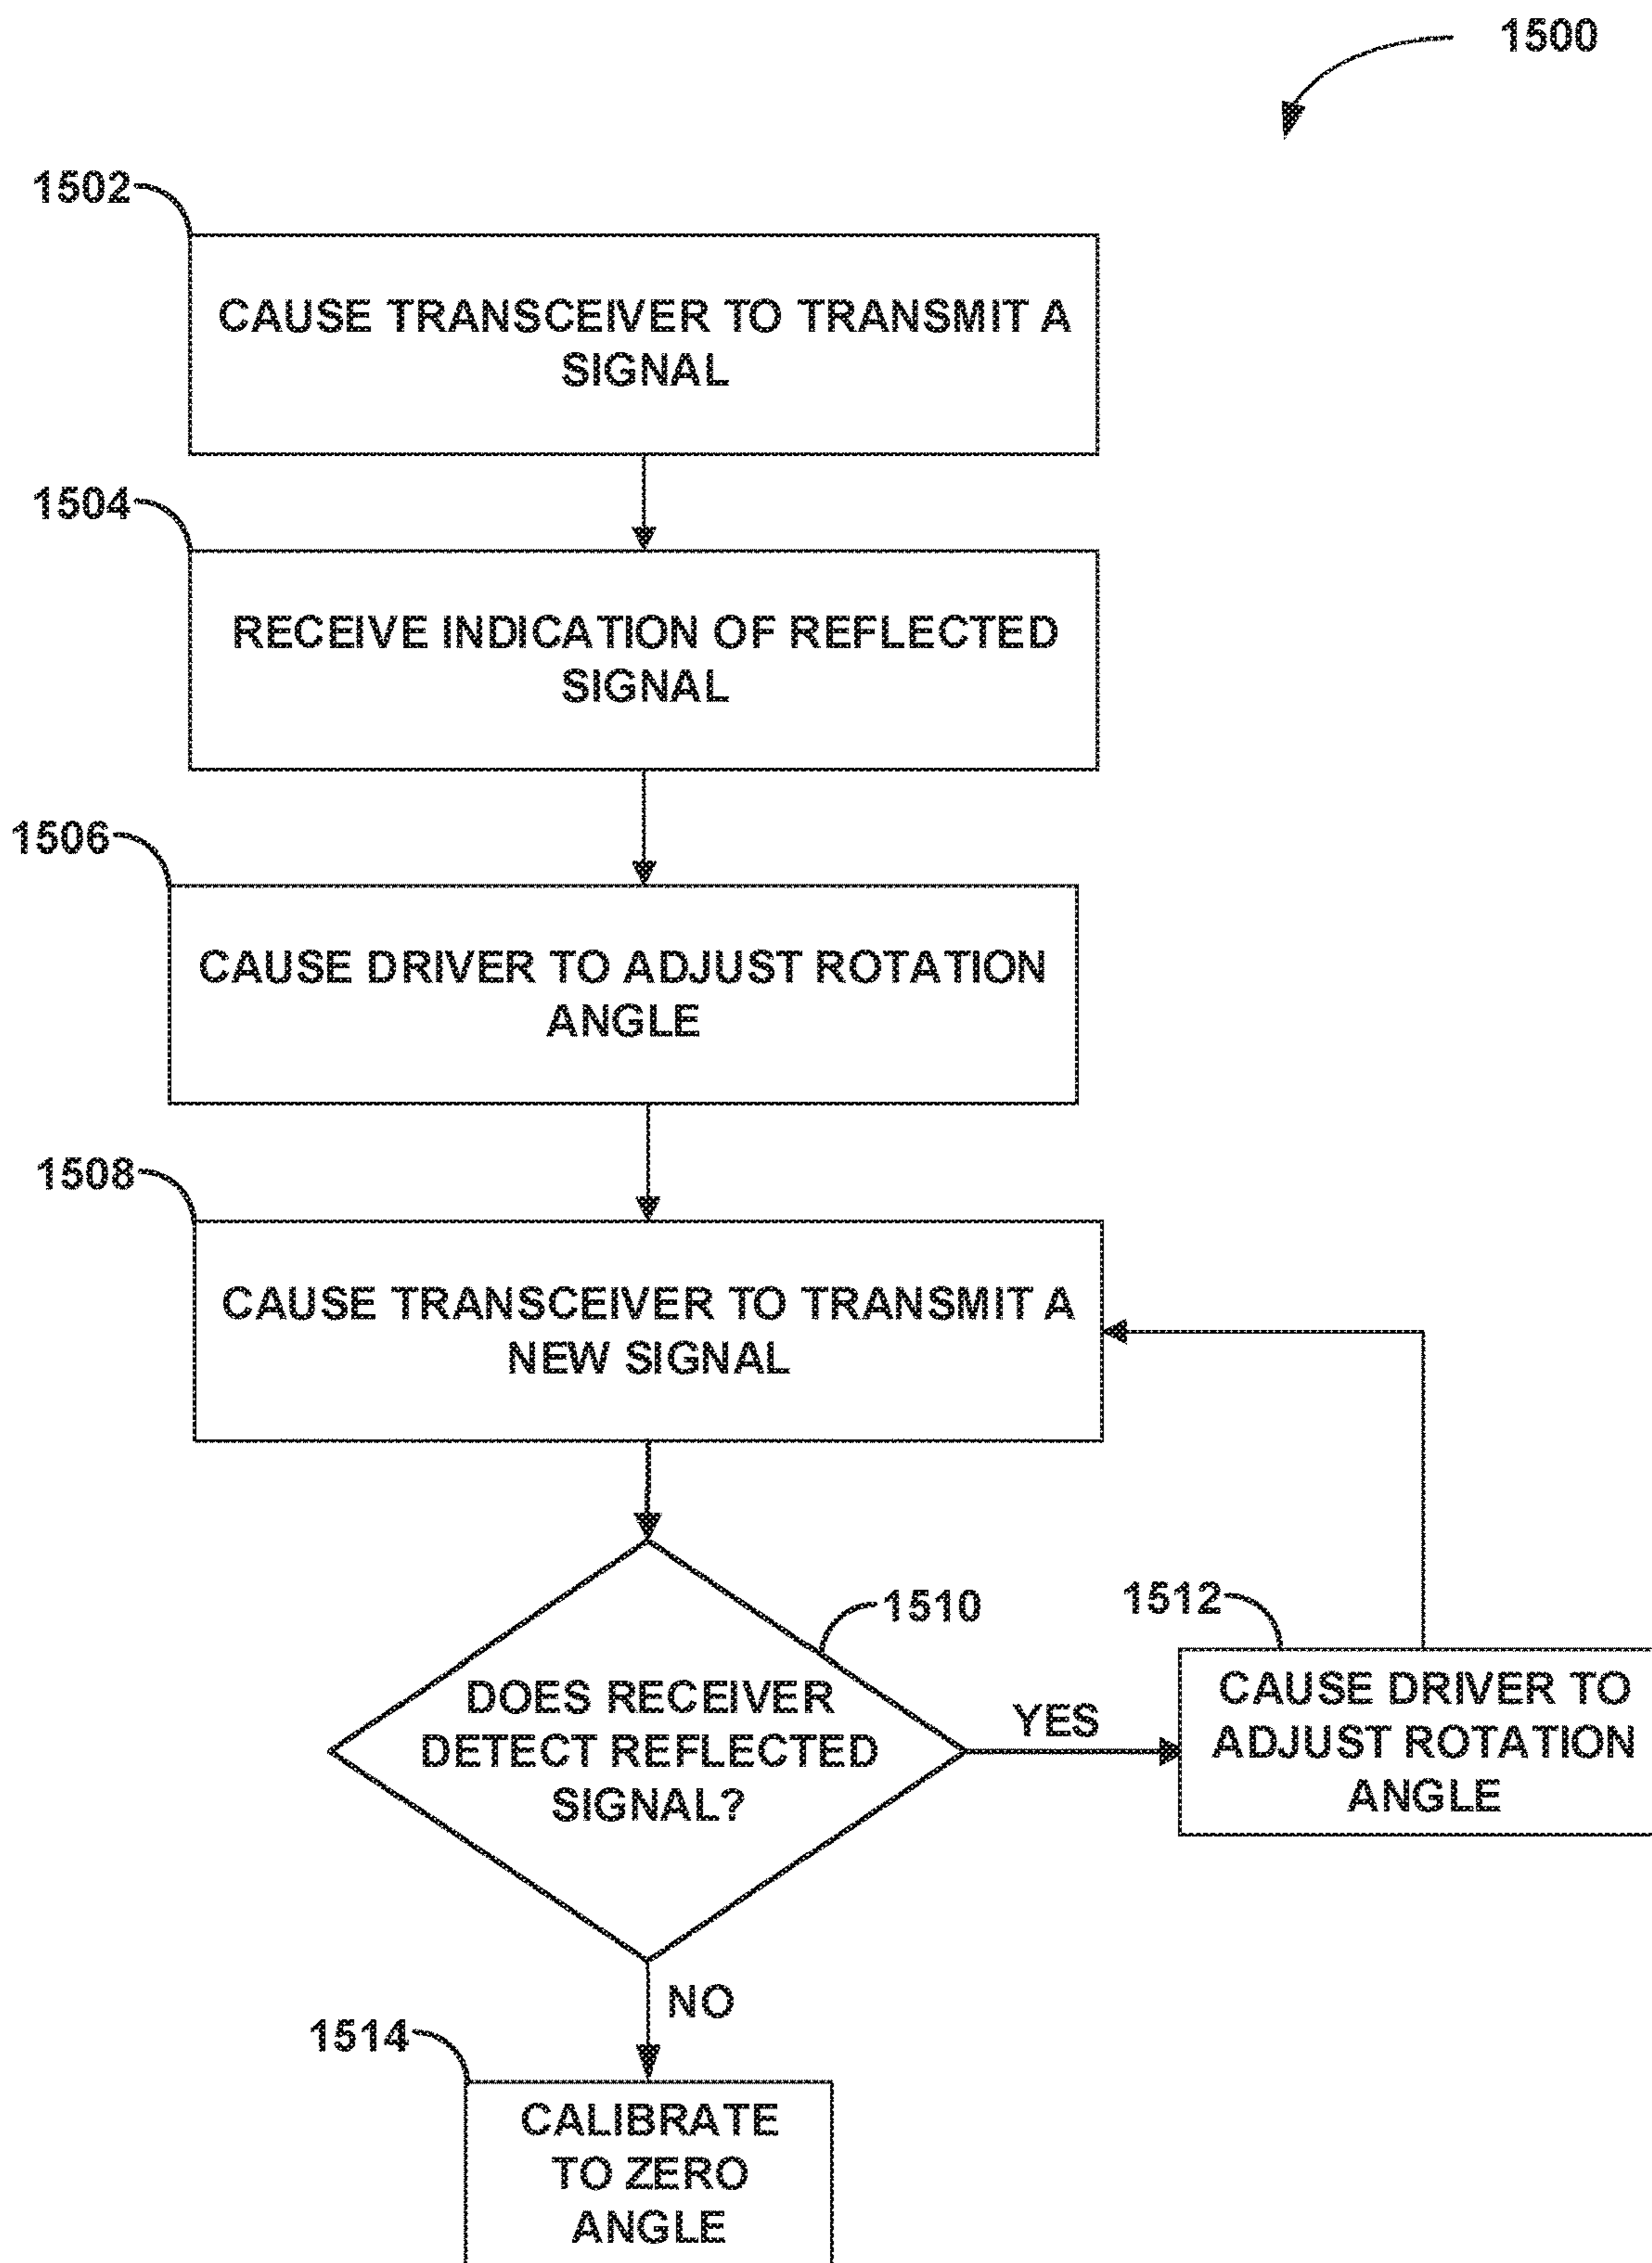 1500
1502
CAUSE TRANSCEIVER TO TRANSMIT A
SIGNAL
1504
RECEIVE INDICATION OF REFLECTED
SIGNAL
1506
CAUSE DRIVER TO ADJUST ROTATION
ANGLE
1508
CAUSE TRANSCEIVER TO TRANSMIT A
NEW SIGNAL
1510
DOES RECEIVER
DETECT REFLECTED
SIGNAL?
YES
1512
CAUSE DRIVER TO
ADJUST ROTATION
ANGLE
NO
1514
CALIBRATE
TO ZERO
ANGLE